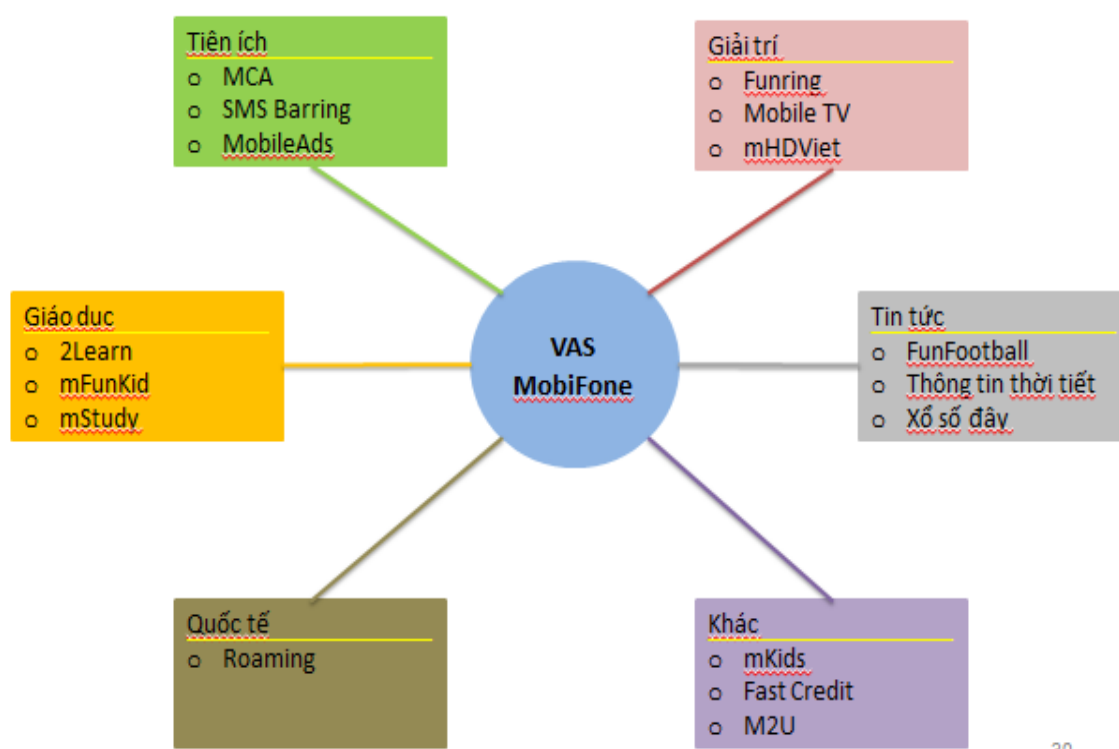 Tiện ích
o MCA
o SMS Barring
o MobileAds
Giải trí
o Funring
o Mobile TV
o mHDViet
Giáo dục
o 2Learn
o mFunKid
o mStudy
VAS
MobiFone
Tin tức
o FunFootball
o Thông tin thời tiết
o Xổ số đây
Quốc tế
o Roaming
Khác
o mKids
o Fast Credit
o M2U